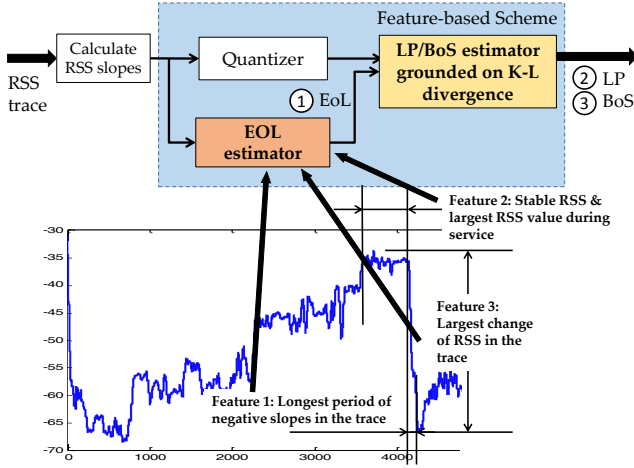 Feature-based Scheme
Calculate
RSS slopes
Quantizer
LP/BoS estimator
grounded on K-L
divergence
RSS
trace
① EoL
② LP
③ BoS
EOL
estimator
Feature 2: Stable RSS &
largest RSS value during
service
Feature 3:
Largest change
of RSS in the
trace
Feature 1: Longest period of
negative slopes in the trace
-30
-35
-40
-45
-50
-55
-60
-65
-70
0
1000
2000
3000
4000